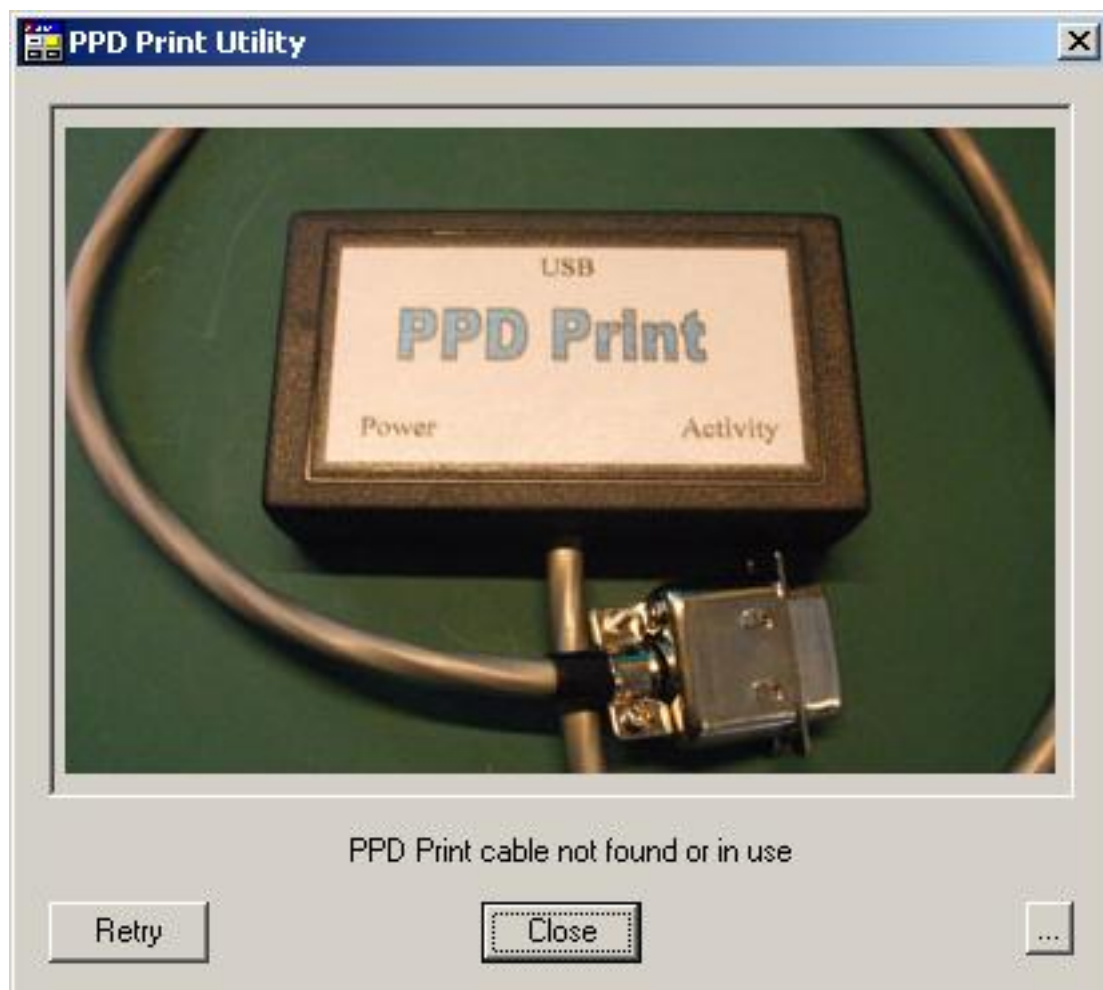 PPD Print Utility
USB
PPD Print
Power
Activity
PPD Print cable not found or in use
Retry
Close
...